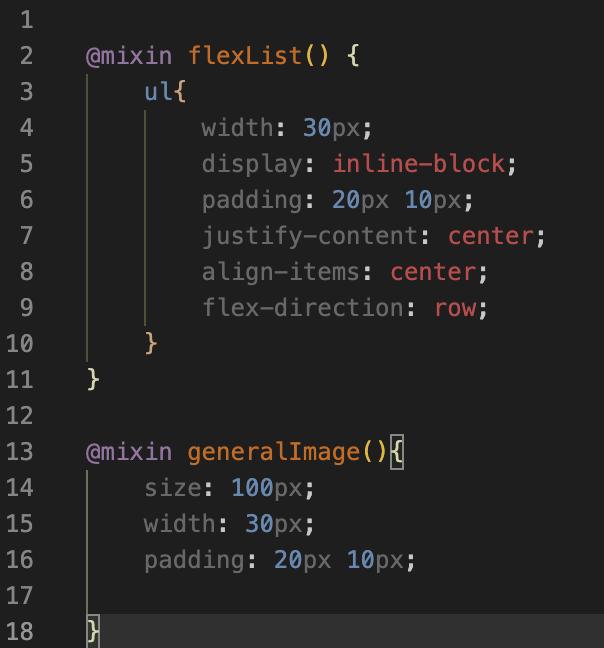 1
2 @mixin flexList() {
3 ul{
4 width: 30px;
5 display: inline-block;
6 padding: 20px 10px;
7 justify-content: center;
8 align-items: center;
9 flex-direction: row;
10 }
11 }
12
13 @mixin generalImage(){
14 size: 100px;
15 width: 30px;
16 padding: 20px 10px;
17
18 }